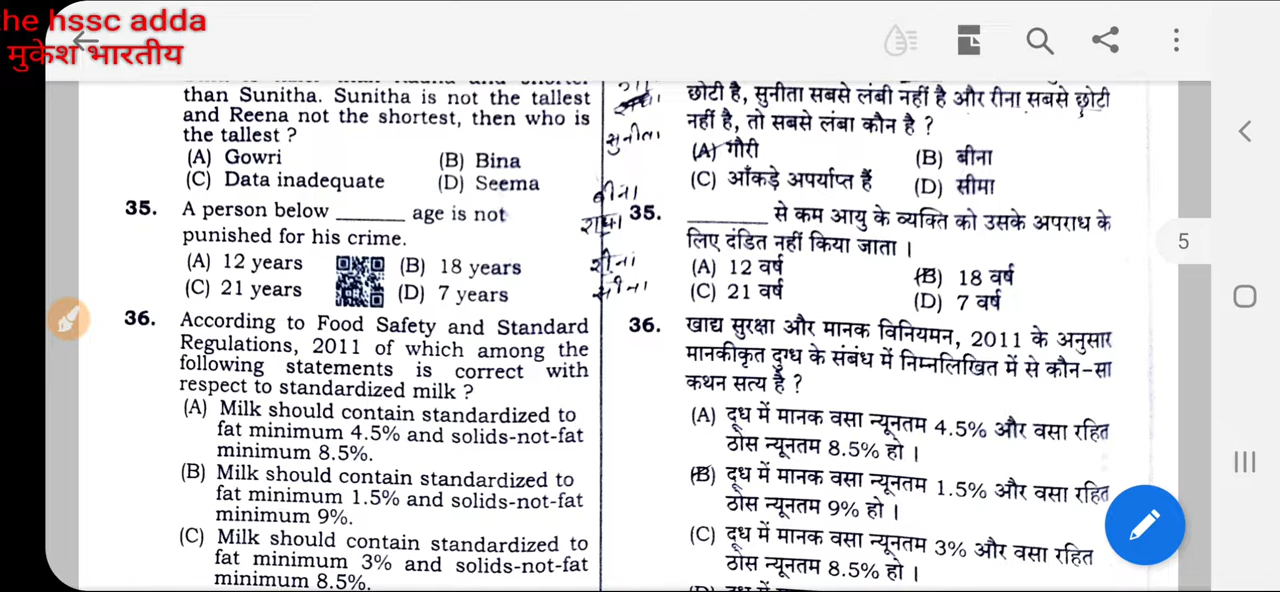 the hssc adda
मुकेश भारतीय
than Sunitha. Sunitha is not the tallest
and Reena not the shortest, then who is
the tallest ?
(A) Gowri
(B) Bina
(C) Data inadequate
(D) Seema
35. A person below ______ age is not
punished for his crime.
(A) 12 years
(B) 18 years
(C) 21 years
(D) 7 years
36. According to Food Safety and Standard
Regulations, 2011 of which among the
following statements is correct with
respect to standardized milk ?
(A) Milk should contain standardized to
fat minimum 4.5% and solids-not-fat
minimum 8.5%.
(B) Milk should contain standardized to
fat minimum 1.5% and solids-not-fat
minimum 9%.
(C) Milk should contain standardized to
fat minimum 3% and solids-not-fat
minimum 8.5%.
सुनीता
बीना
राधा
छोटी है, सुनीता सबसे लंबी नहीं है और रीना सबसे छोटी
नहीं है, तो सबसे लंबा कौन है ?
(A) गौरी
(B) बीना
(C) आँकड़े अपर्याप्त हैं
(D) सीमा
35. ______ से कम आयु के व्यक्ति को उसके अपराध के
लिए दंडित नहीं किया जाता ।
(A) 12 वर्ष
(B) 18 वर्ष
(C) 21 वर्ष
(D) 7 वर्ष
36. खाद्य सुरक्षा और मानक विनियमन, 2011 के अनुसार
मानकीकृत दुग्ध के संबंध में निम्नलिखित में से कौन-सा
कथन सत्य है ?
(A) दूध में मानक वसा न्यूनतम 4.5% और वसा रहित
ठोस न्यूनतम 8.5% हो ।
(B) दूध में मानक वसा न्यूनतम 1.5% और वसा रहित
ठोस न्यूनतम 9% हो ।
(C) दूध में मानक वसा न्यूनतम 3% और वसा रहित
ठोस न्यूनतम 8.5% हो ।
5